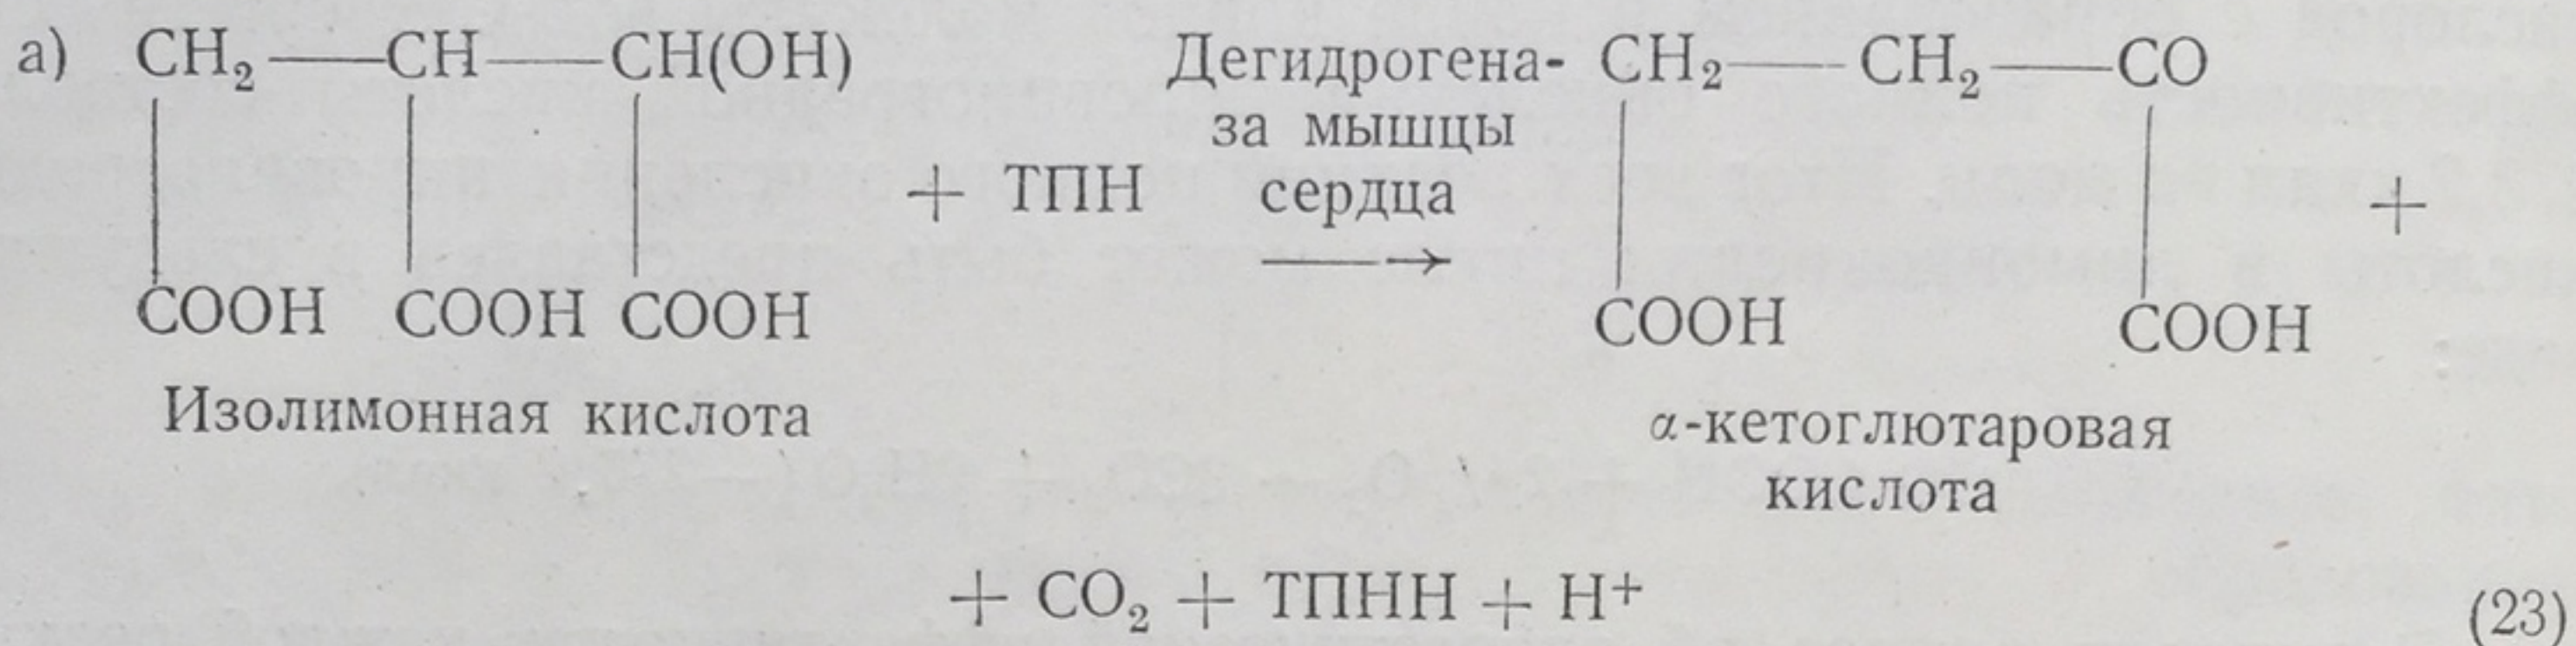 а) CH₂—CH—CH(OH) Дегидрогена- CH₂—CH₂—CO
за мышцы
+ ТПН сердца +
→
COOH COOH COOH COOH COOH
Изолимонная кислота α-кетоглютаровая
кислота
+ CO₂ + ТПНН + H⁺ (23)